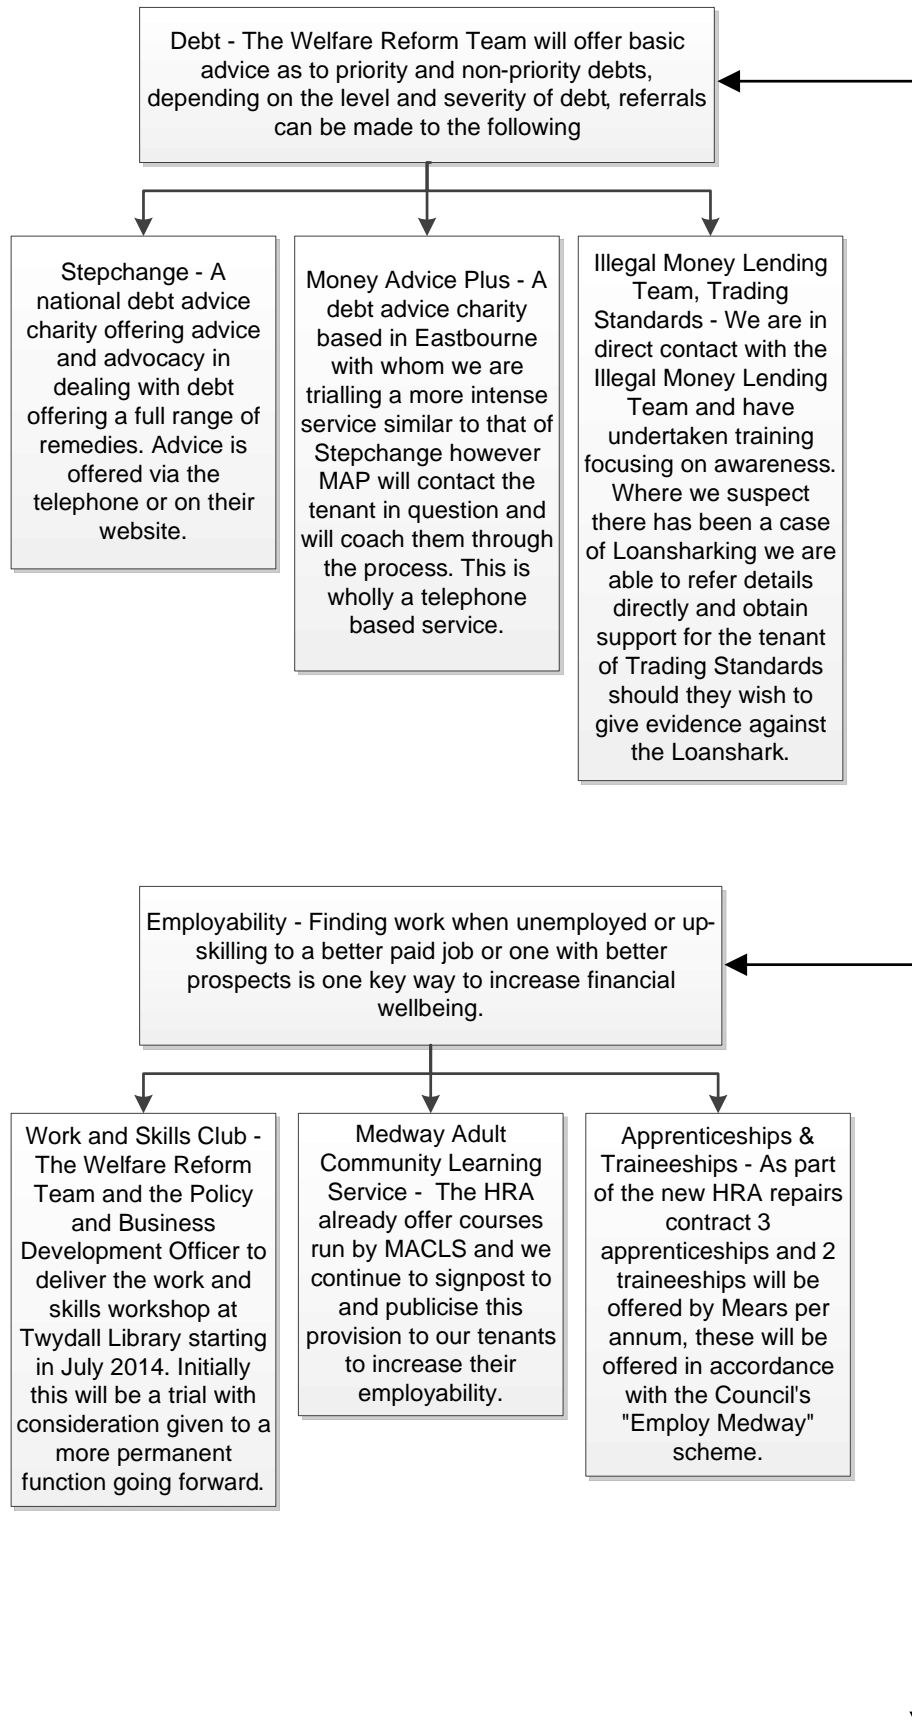 Debt - The Welfare Reform Team will offer basic
advice as to priority and non-priority debts,
depending on the level and severity of debt, referrals
can be made to the following
Stepchange - A
national debt advice
charity offering advice
and advocacy in
dealing with debt
offering a full range of
remedies. Advice is
offered via the
telephone or on their
website.
Money Advice Plus - A
debt advice charity
based in Eastbourne
with whom we are
trialling a more intense
service similar to that of
Stepchange however
MAP will contact the
tenant in question and
will coach them through
the process. This is
wholly a telephone
based service.
Illegal Money Lending
Team, Trading
Standards - We are in
direct contact with the
Illegal Money Lending
Team and have
undertaken training
focusing on awareness.
Where we suspect
there has been a case
of Loansharking we are
able to refer details
directly and obtain
support for the tenant
of Trading Standards
should they wish to
give evidence against
the Loanshark.
Employability - Finding work when unemployed or up-
skilling to a better paid job or one with better
prospects is one key way to increase financial
wellbeing.
Work and Skills Club -
The Welfare Reform
Team and the Policy
and Business
Development Officer to
deliver the work and
skills workshop at
Twydall Library starting
in July 2014. Initially
this will be a trial with
consideration given to a
more permanent
function going forward.
Medway Adult
Community Learning
Service -  The HRA
already offer courses
run by MACLS and we
continue to signpost to
and publicise this
provision to our tenants
to increase their
employability.
Apprenticeships &
Traineeships - As part
of the new HRA repairs
contract 3
apprenticeships and 2
traineeships will be
offered by Mears per
annum, these will be
offered in accordance
with the Council's
"Employ Medway"
scheme.